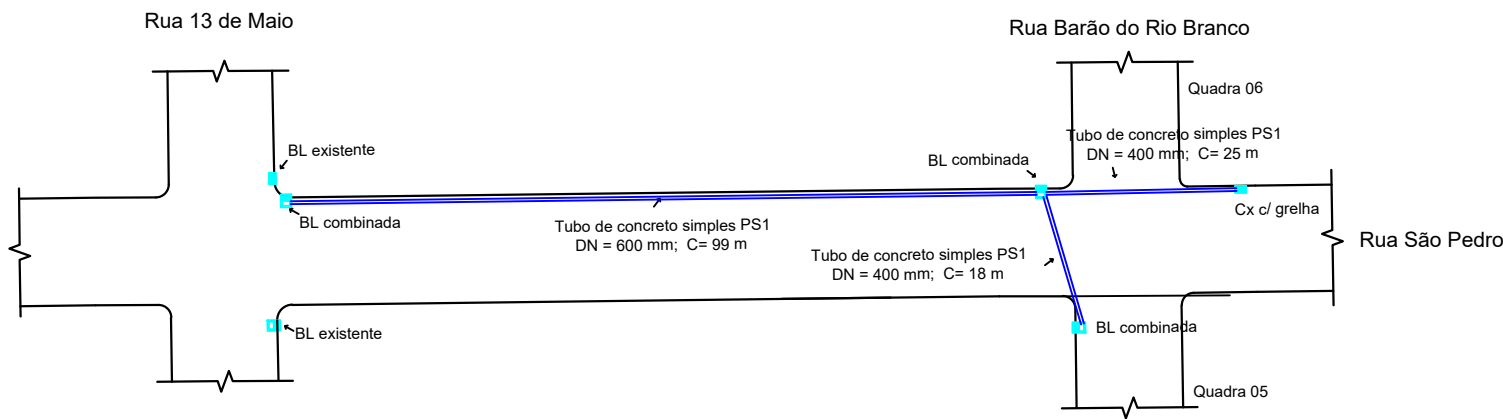 Rua 13 de Maio
Rua Barão do Rio Branco
Quadra 06
Tubo de concreto simples PS1
DN = 400 mm; C= 25 m
BL existente
BL combinada
BL combinada
Cx c/ grelha
Tubo de concreto simples PS1
DN = 600 mm; C= 99 m
Rua São Pedro
Tubo de concreto simples PS1
DN = 400 mm; C= 18 m
BL existente
BL combinada
Quadra 05